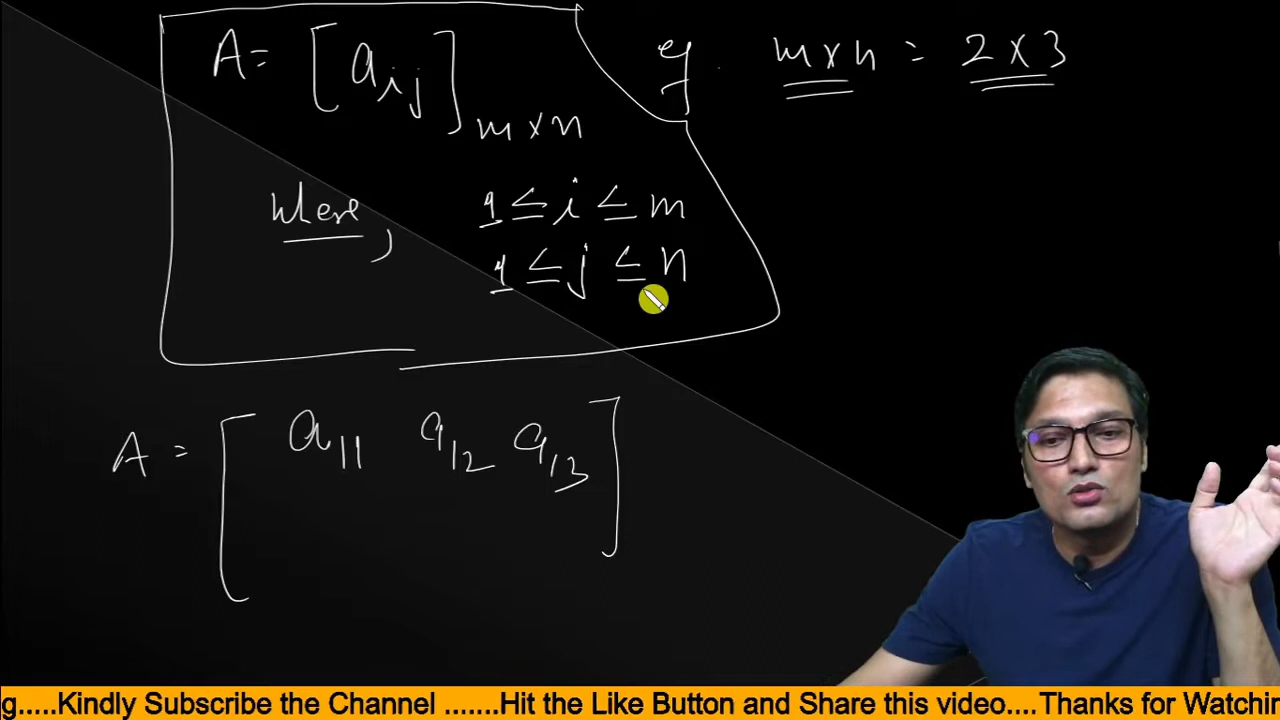 A = [aij]m×n
eg. m×n = 2×3
where, 1 ≤ i ≤ m
1 ≤ j ≤ n
A = [ a11 a12 a13 ]
g.....Kindly Subscribe the Channel .......Hit the Like Button and Share this video....Thanks for Watchin